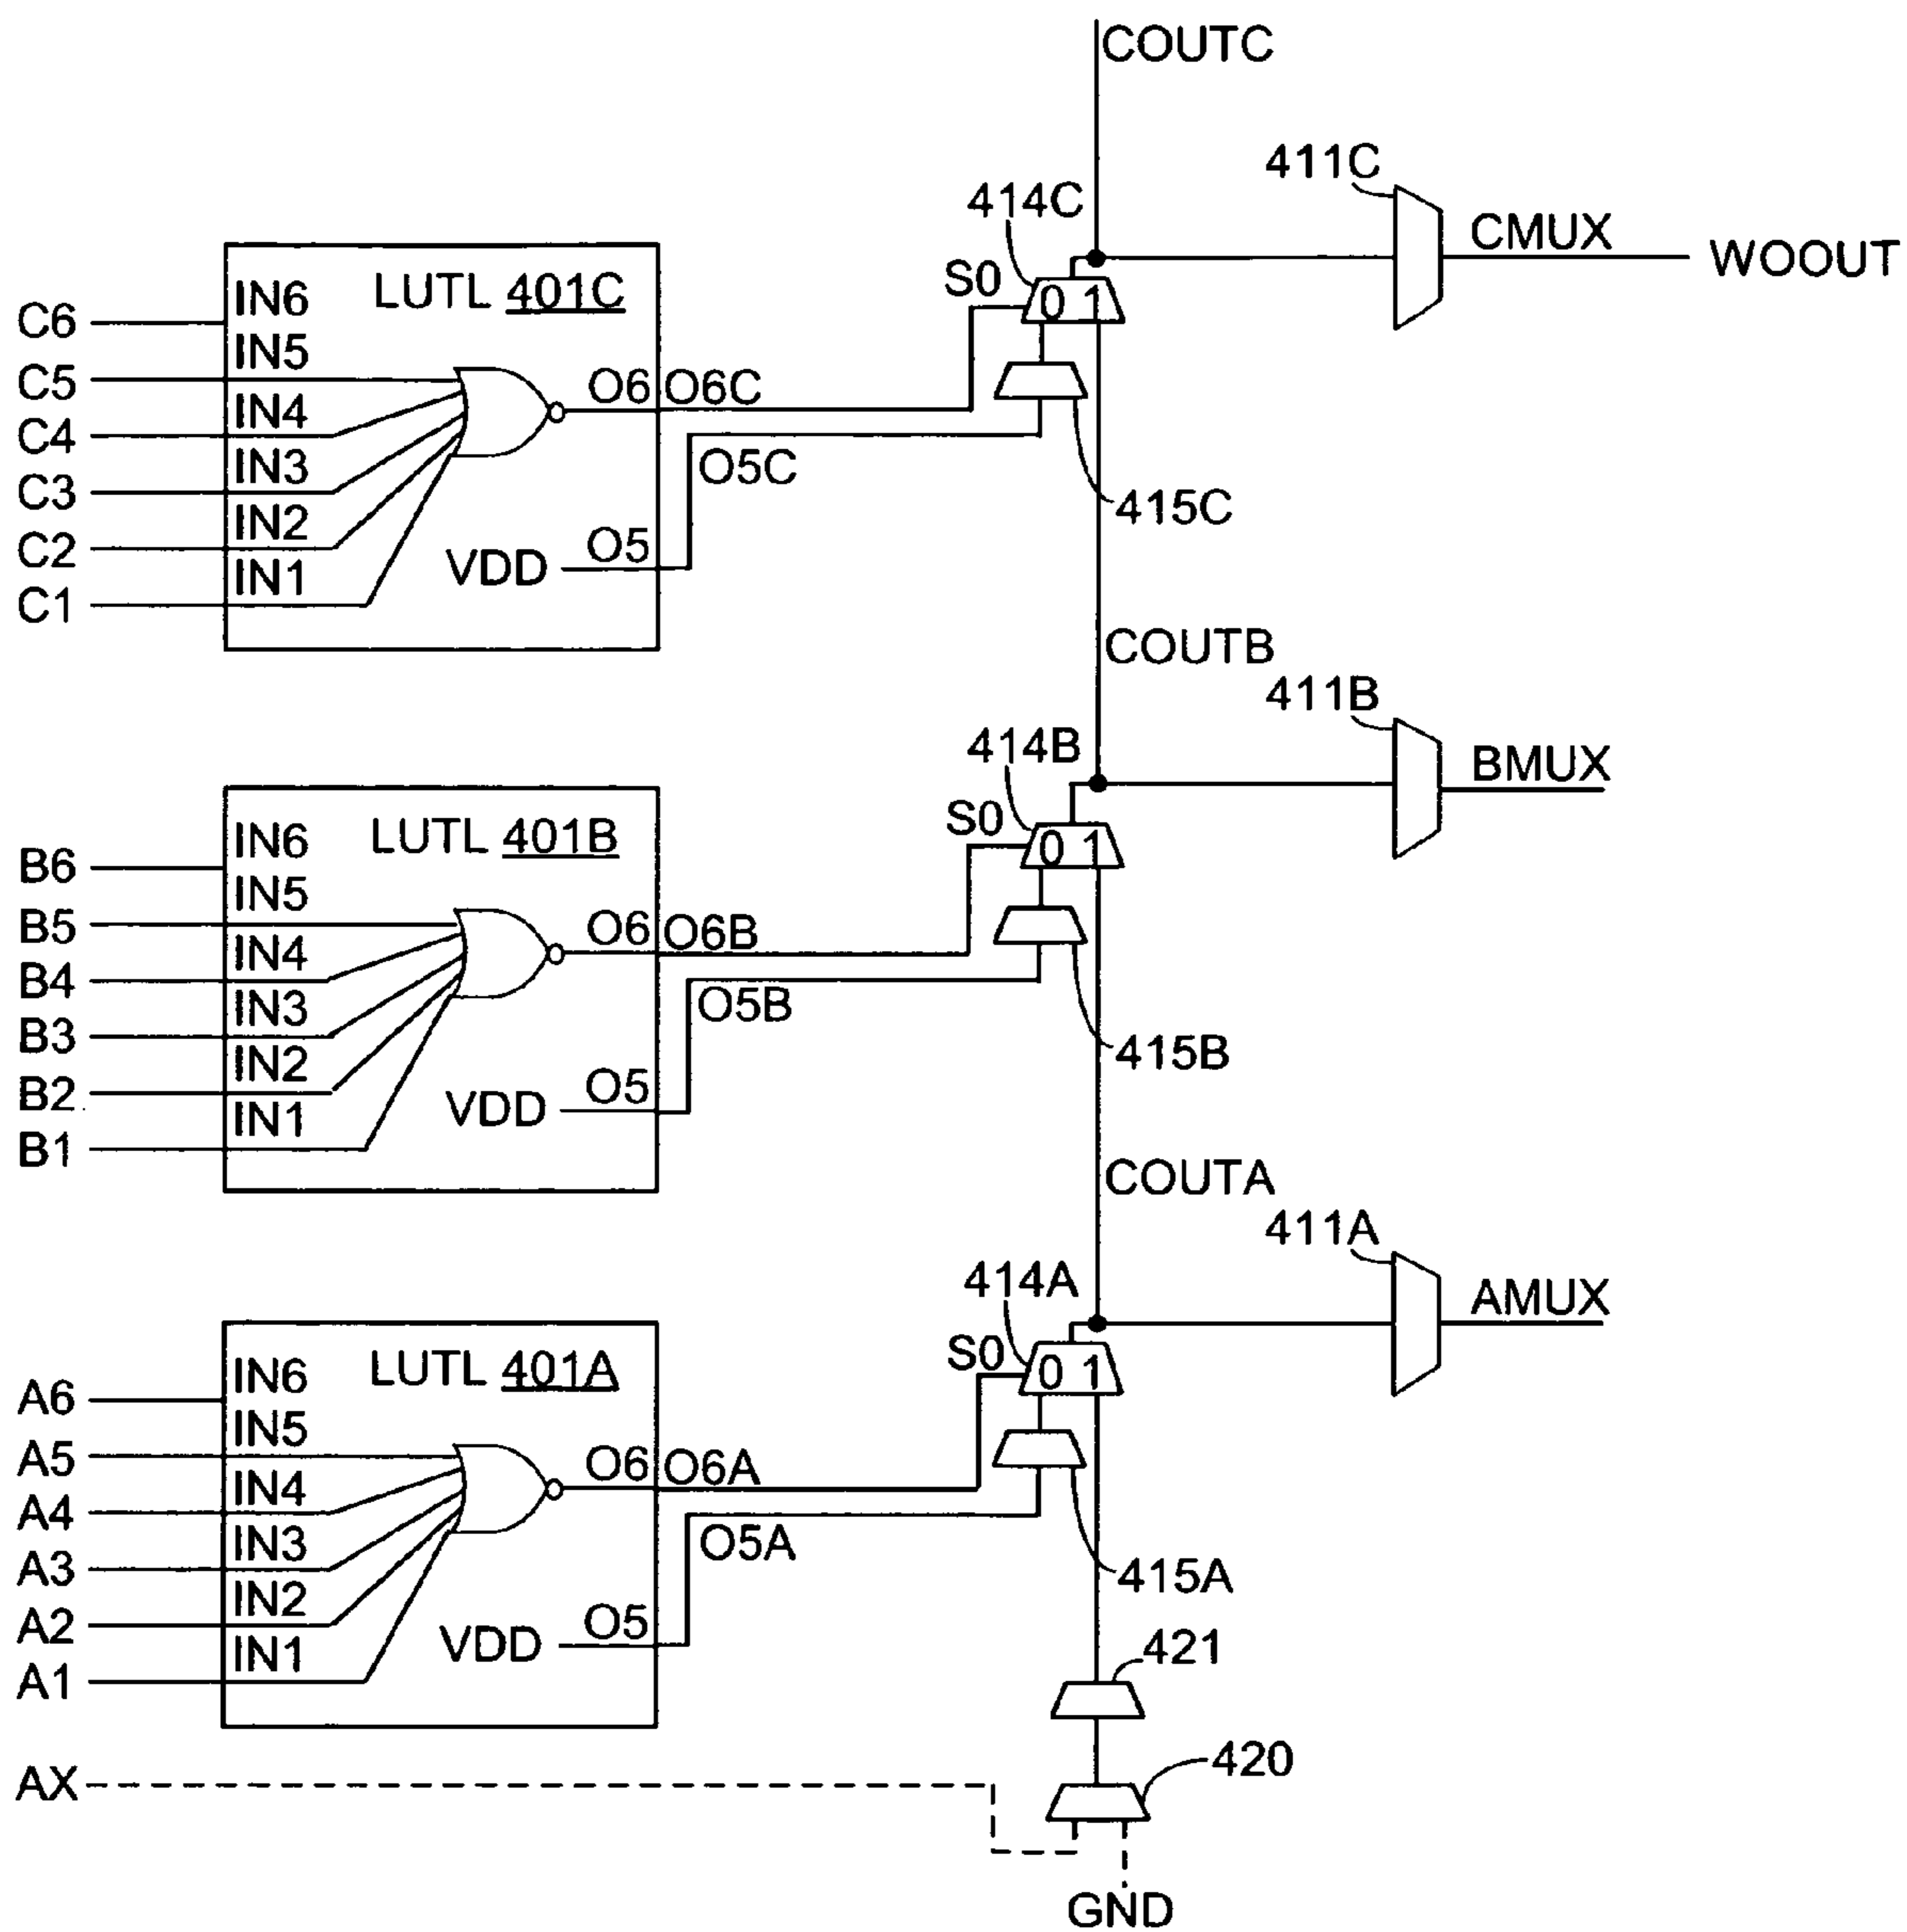 COUTC
411C
414C
CMUX
WOOUT
S0
0 1
LUTL 401C
C6
IN6
C5
IN5
C4
IN4
C3
IN3
C2
IN2
C1
IN1
O6
O6C
O5C
VDD
O5
415C
COUTB
411B
414B
BMUX
S0
0 1
LUTL 401B
B6
IN6
B5
IN5
B4
IN4
B3
IN3
B2
IN2
B1
IN1
O6
O6B
O5B
VDD
O5
415B
COUTA
411A
414A
AMUX
S0
0 1
LUTL 401A
A6
IN6
A5
IN5
A4
IN4
A3
IN3
A2
IN2
A1
IN1
O6
O6A
O5A
VDD
O5
415A
421
AX
420
GND